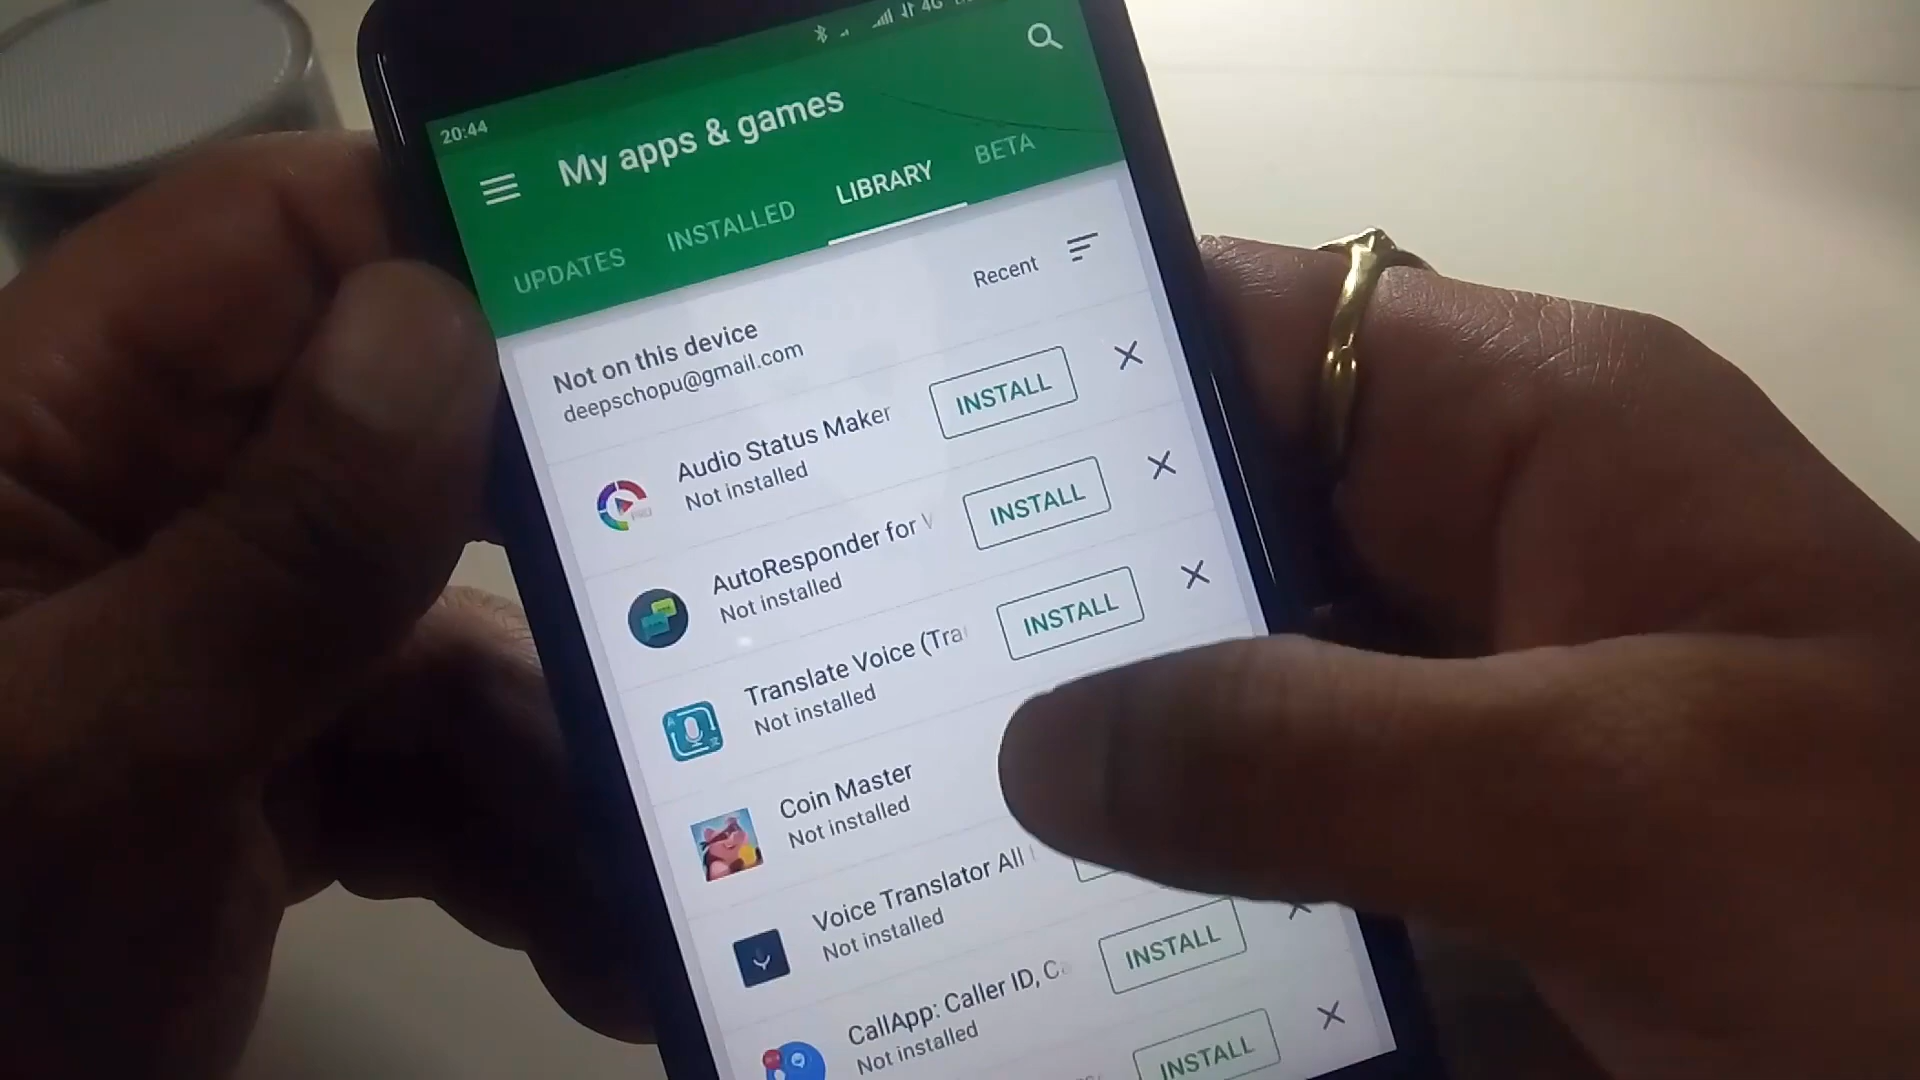 20:44
4G
My apps & games
UPDATES
INSTALLED
LIBRARY
BETA
Recent
Not on this device
deepschopu@gmail.com
Audio Status Maker
Not installed
INSTALL
AutoResponder for
Not installed
INSTALL
Translate Voice (Tra
Not installed
INSTALL
Coin Master
Not installed
Voice Translator All
Not installed
CallApp: Caller ID, Ca
Not installed
INSTALL
INSTALL